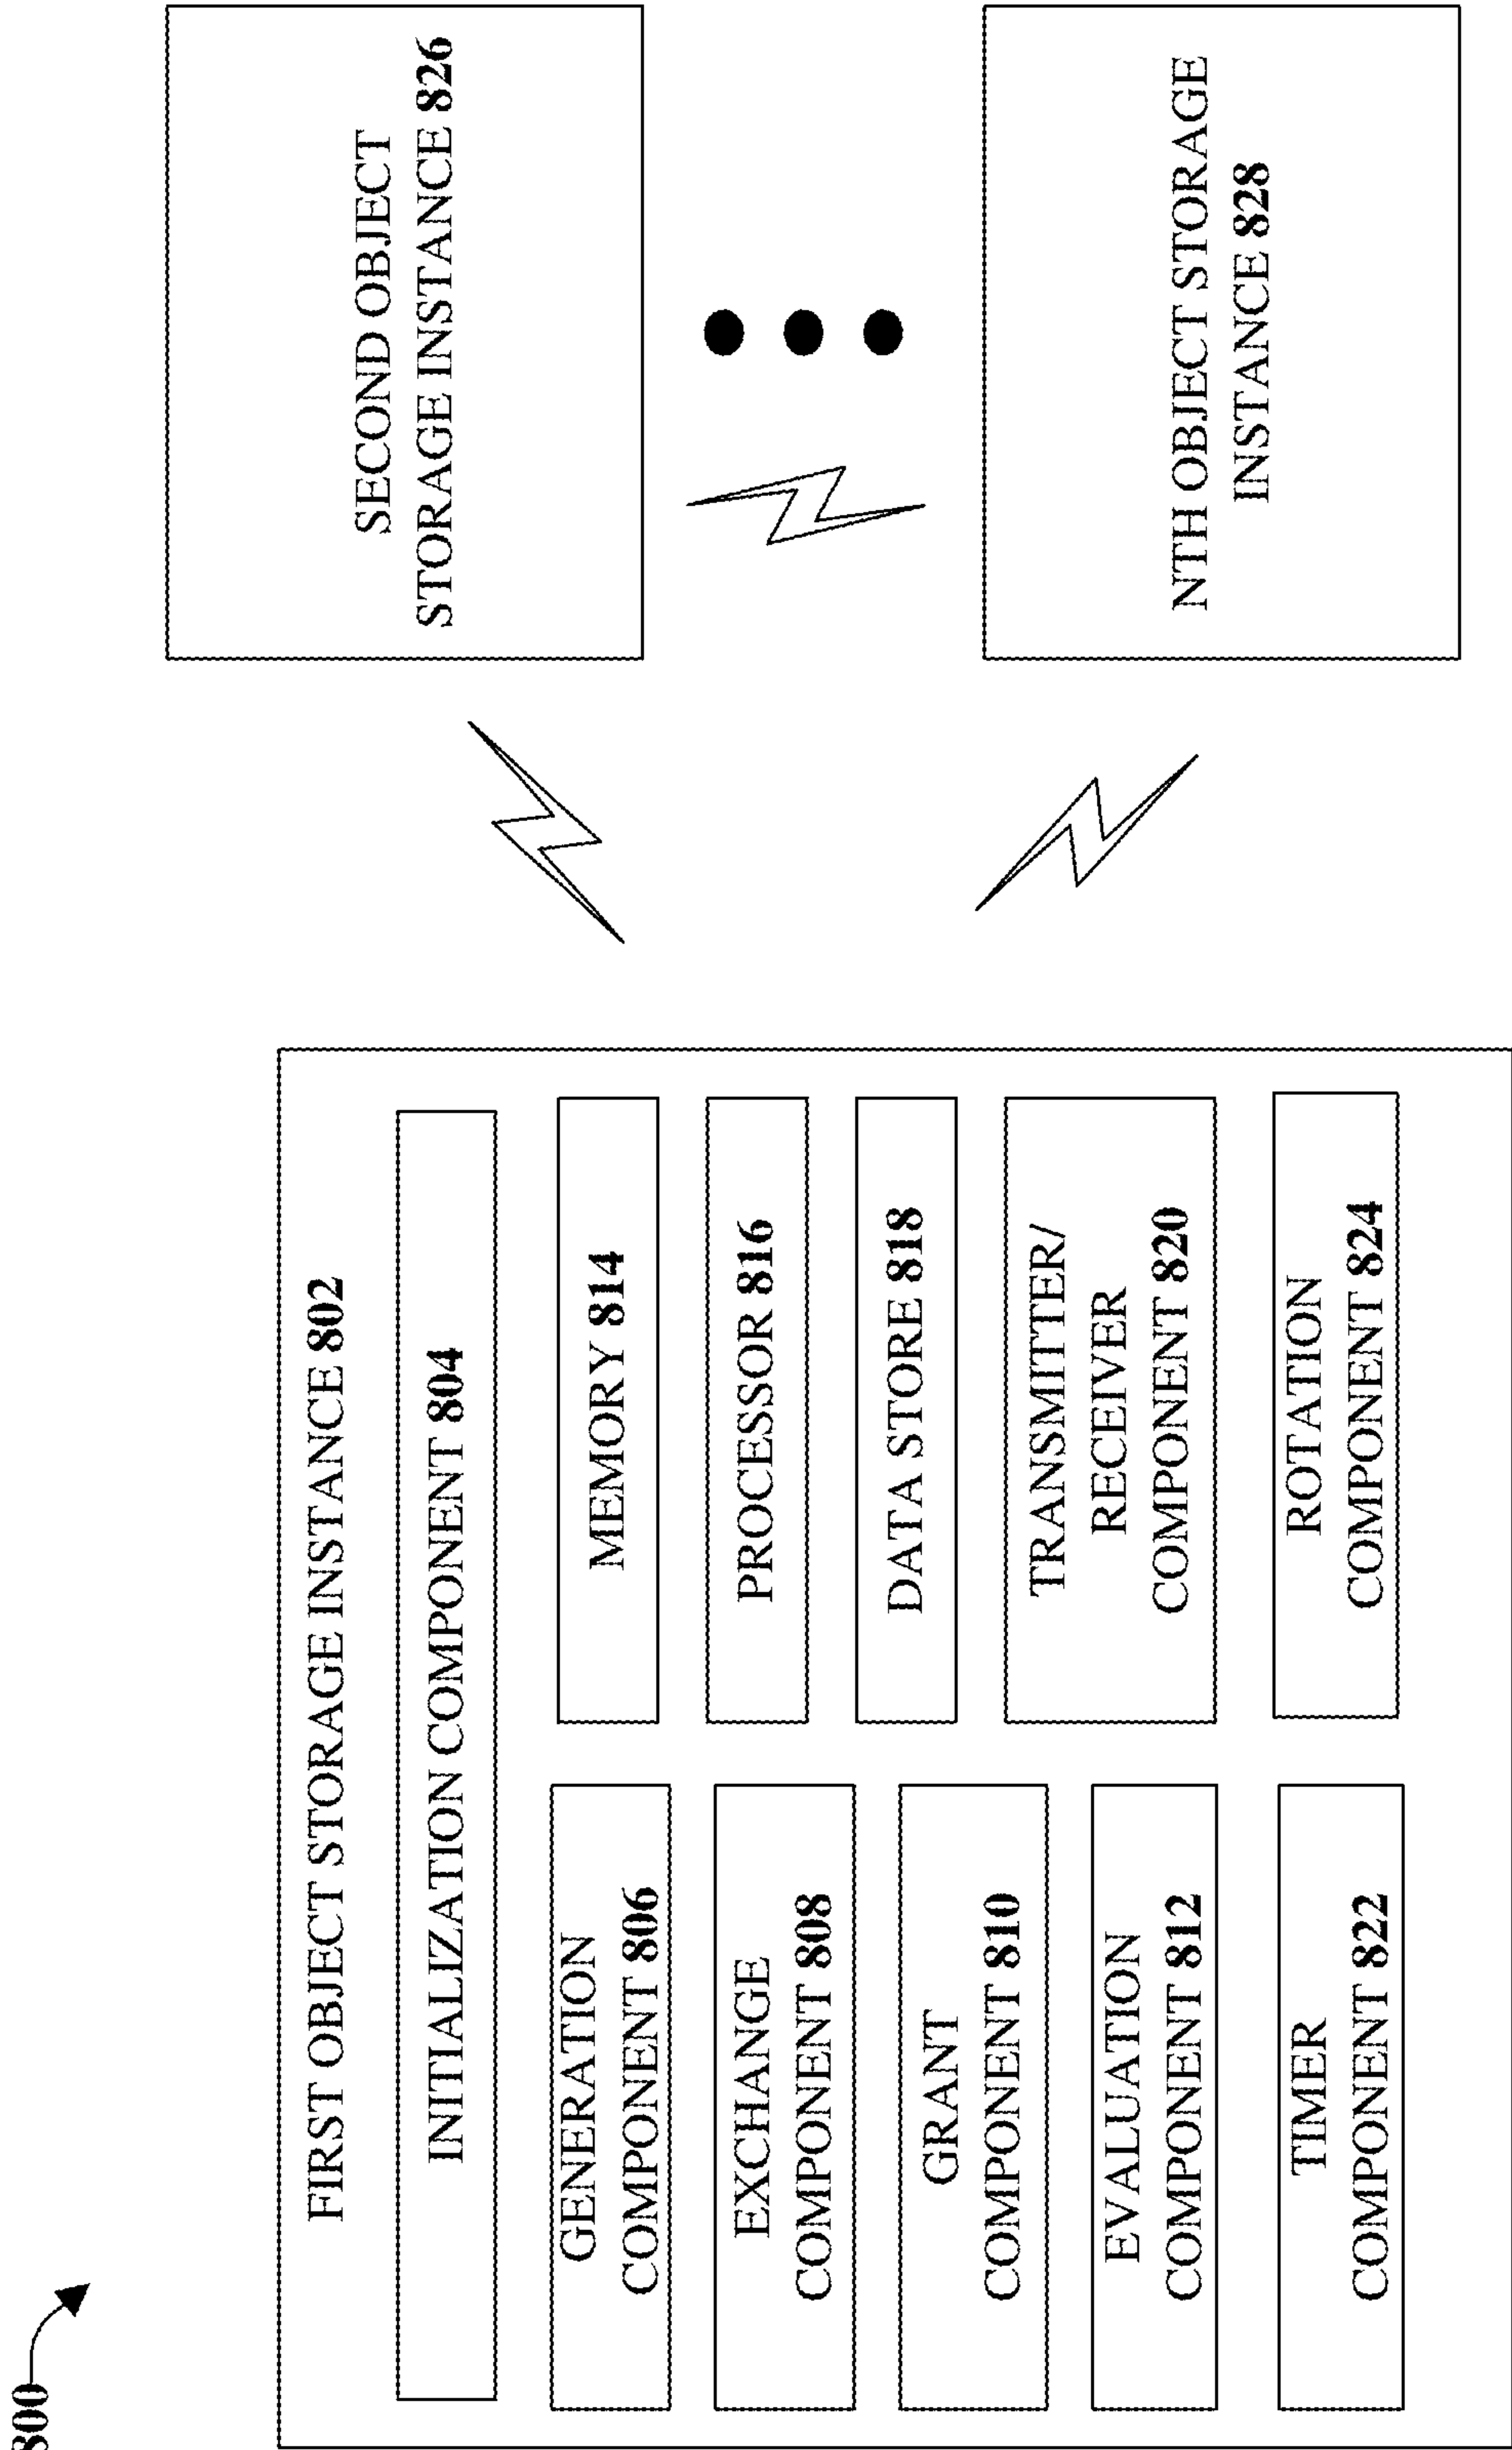 800
FIRST OBJECT STORAGE INSTANCE 802
INITIALIZATION COMPONENT 804
GENERATION
COMPONENT 806
EXCHANGE
COMPONENT 808
GRANT
COMPONENT 810
EVALUATION
COMPONENT 812
TIMER
COMPONENT 822
MEMORY 814
PROCESSOR 816
DATA STORE 818
TRANSMITTER/
RECEIVER
COMPONENT 820
ROTATION
COMPONENT 824
SECOND OBJECT
STORAGE INSTANCE 826
NTH OBJECT STORAGE
INSTANCE 828